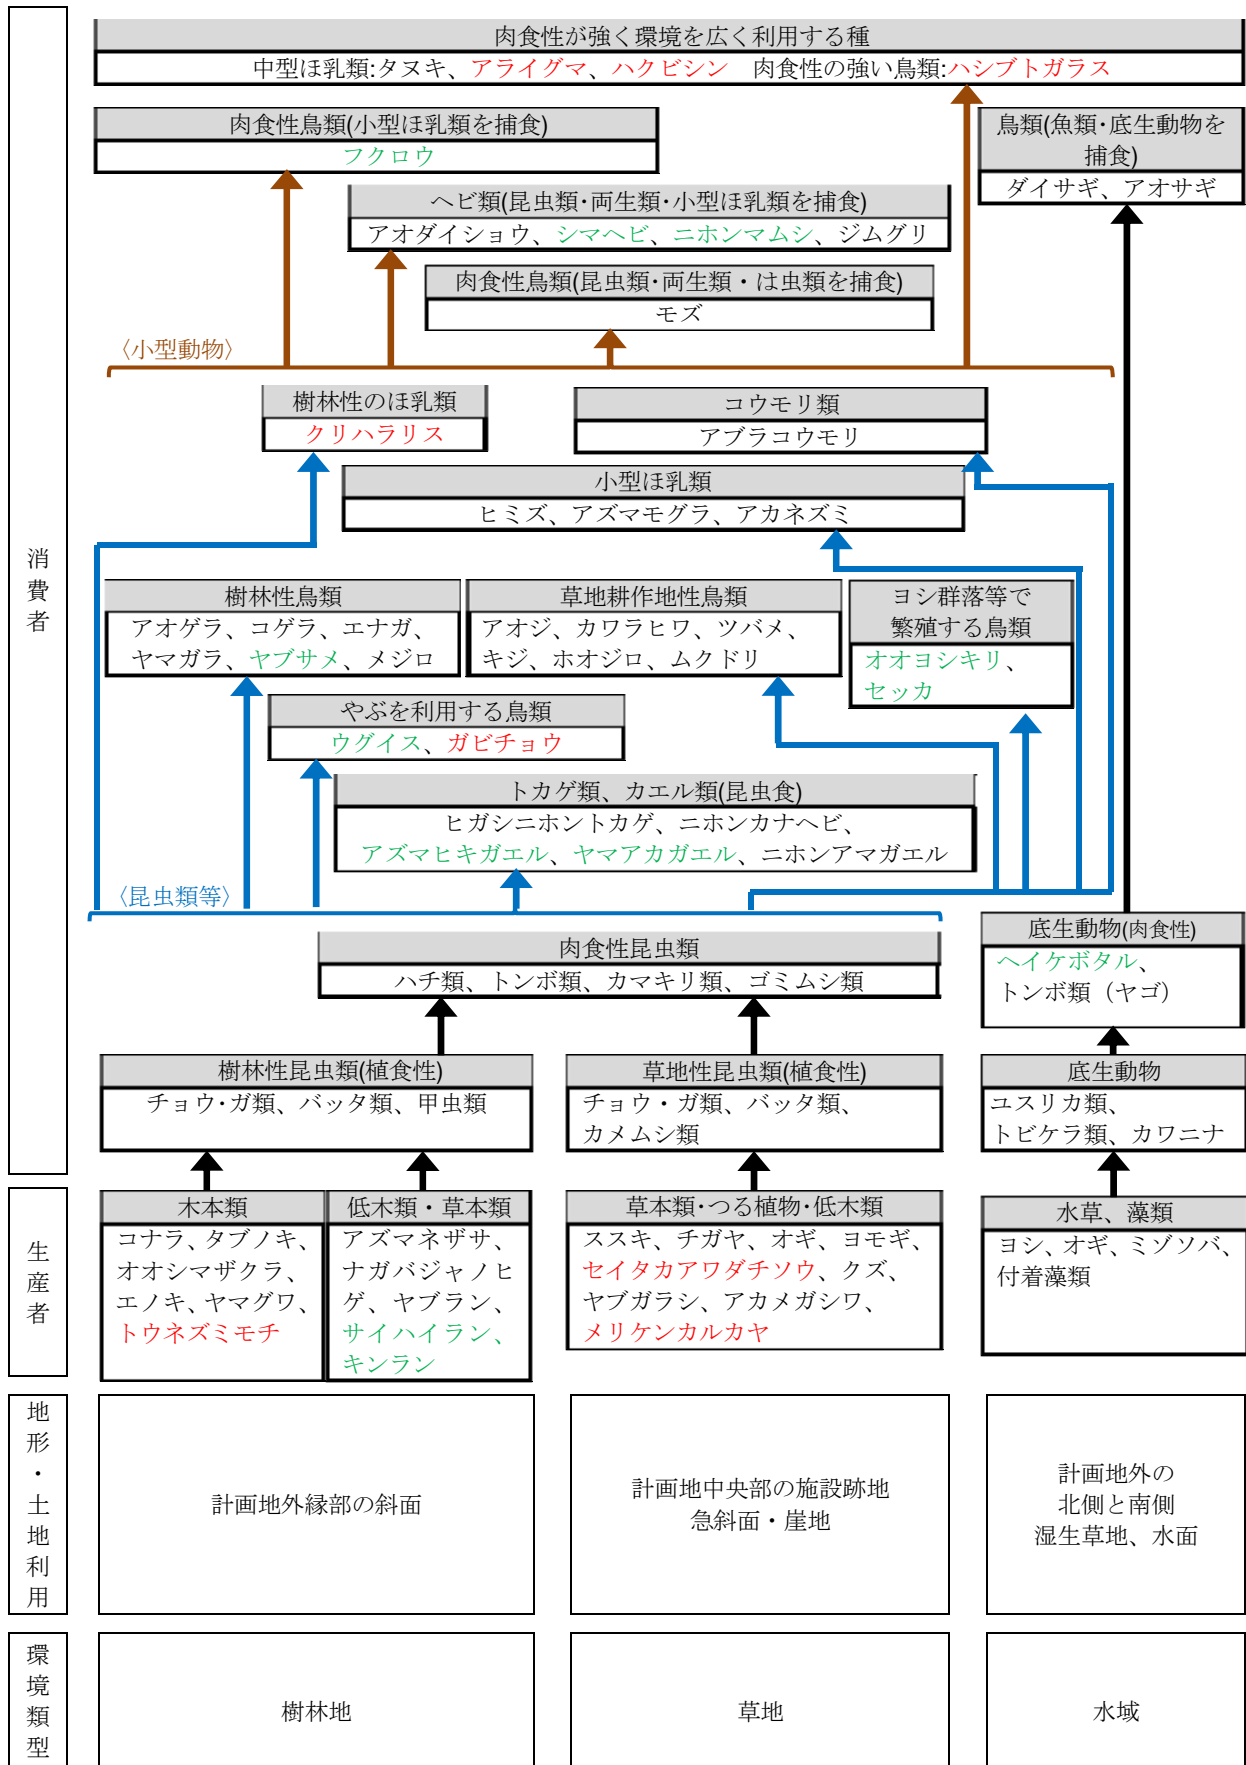 肉食性が強く環境を広く利用する種
中型ほ乳類:タヌキ、アライグマ、ハクビシン　肉食性の強い鳥類:ハシブトガラス
肉食性鳥類(小型ほ乳類を捕食)
フクロウ
鳥類(魚類・底生動物を
捕食)
ダイサギ、アオサギ
ヘビ類(昆虫類・両生類・小型ほ乳類を捕食)
アオダイショウ、シマヘビ、ニホンマムシ、ジムグリ
肉食性鳥類(昆虫類・両生類・は虫類を捕食)
モズ
〈小型動物〉
樹林性のほ乳類
クリハラリス
コウモリ類
アブラコウモリ
小型ほ乳類
ヒミズ、アズマモグラ、アカネズミ
消費者
樹林性鳥類
アオゲラ、コゲラ、エナガ、
ヤマガラ、ヤブサメ、メジロ
草地耕作地性鳥類
アオジ、カワラヒワ、ツバメ、
キジ、ホオジロ、ムクドリ
ヨシ群落等で
繁殖する鳥類
オオヨシキリ、
セッカ
やぶを利用する鳥類
ウグイス、ガビチョウ
トカゲ類、カエル類(昆虫食)
ヒガシニホントカゲ、ニホンカナヘビ、
アズマヒキガエル、ヤマアカガエル、ニホンアマガエル
〈昆虫類等〉
肉食性昆虫類
ハチ類、トンボ類、カマキリ類、ゴミムシ類
底生動物(肉食性)
ヘイケボタル、
トンボ類（ヤゴ）
樹林性昆虫類(植食性)
チョウ・ガ類、バッタ類、甲虫類
草地性昆虫類(植食性)
チョウ・ガ類、バッタ類、
カメムシ類
底生動物
ユスリカ類、
トビケラ類、カワニナ
生産者
木本類
コナラ、タブノキ、
オオシマザクラ、
エノキ、ヤマグワ、
トウネズミモチ
低木類・草本類
アズマネザサ、
ナガバジャノヒ
ゲ、ヤブラン、
サイハイラン、
キンラン
草本類・つる植物・低木類
ススキ、チガヤ、オギ、ヨモギ、
セイタカアワダチソウ、クズ、
ヤブガラシ、アカメガシワ、
メリケンカルカヤ
水草、藻類
ヨシ、オギ、ミゾソバ、
付着藻類
地形・土地利用
計画地外縁部の斜面
計画地中央部の施設跡地
急斜面・崖地
計画地外の
北側と南側
湿生草地、水面
環境類型
樹林地
草地
水域